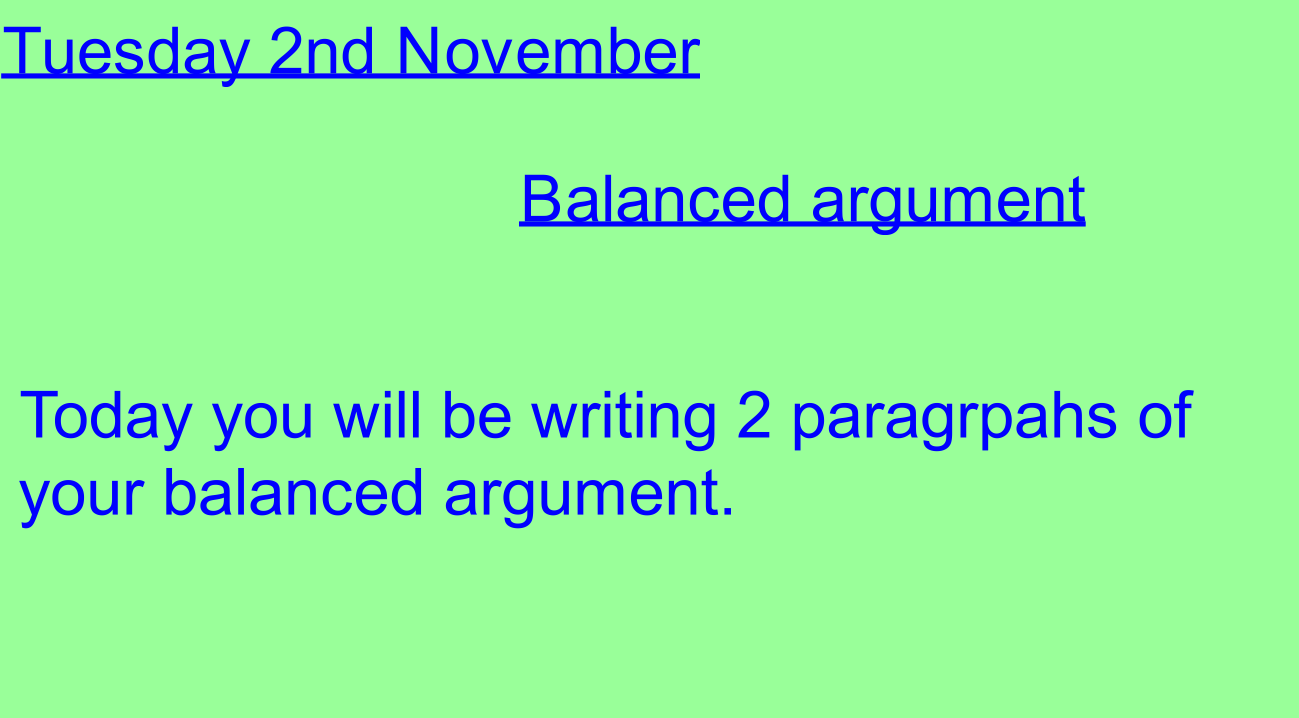 Tuesday 2nd November
Balanced argument
Today you will be writing 2 paragrpahs of
your balanced argument.